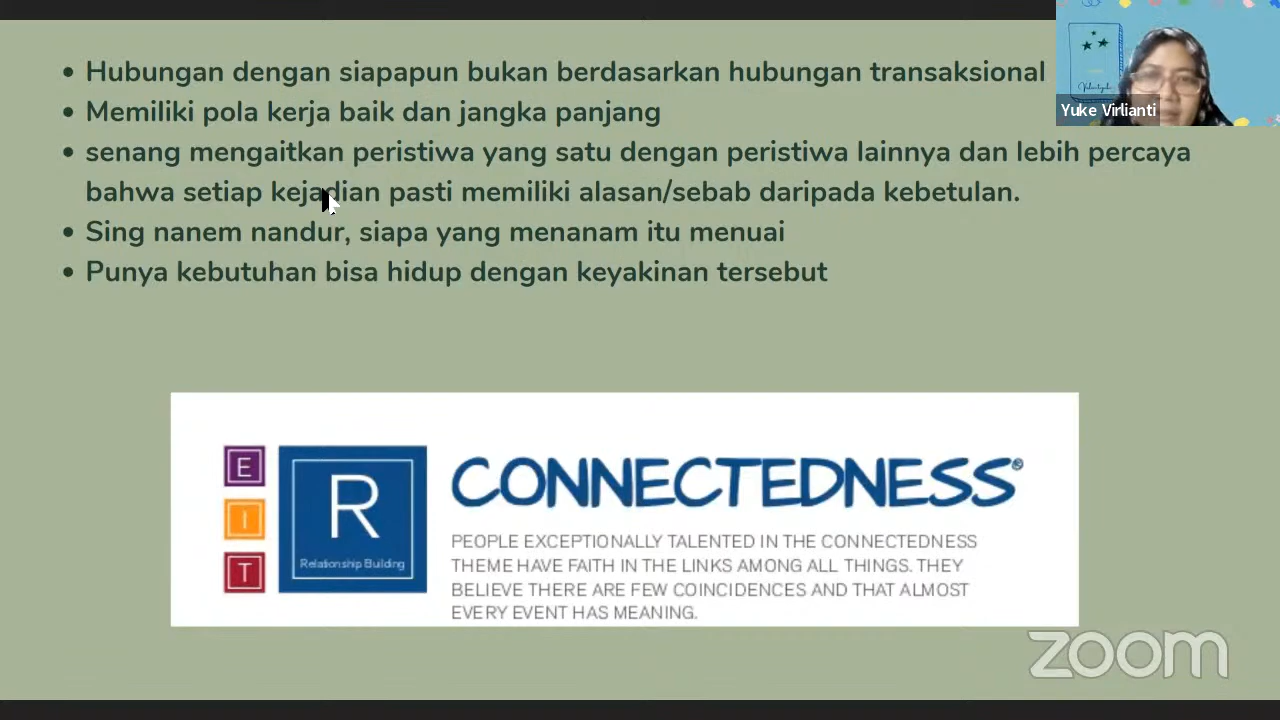 • Hubungan dengan siapapun bukan berdasarkan hubungan transaksional
• Memiliki pola kerja baik dan jangka panjang
• senang mengaitkan peristiwa yang satu dengan peristiwa lainnya dan lebih percaya
bahwa setiap kejadian pasti memiliki alasan/sebab daripada kebetulan.
• Sing nanem nandur, siapa yang menanam itu menuai
• Punya kebutuhan bisa hidup dengan keyakinan tersebut
Yuke Virlianti
E
I
T
R
Relationship Building
CONNECTEDNESS®
PEOPLE EXCEPTIONALLY TALENTED IN THE CONNECTEDNESS
THEME HAVE FAITH IN THE LINKS AMONG ALL THINGS. THEY
BELIEVE THERE ARE FEW COINCIDENCES AND THAT ALMOST
EVERY EVENT HAS MEANING.
zoom